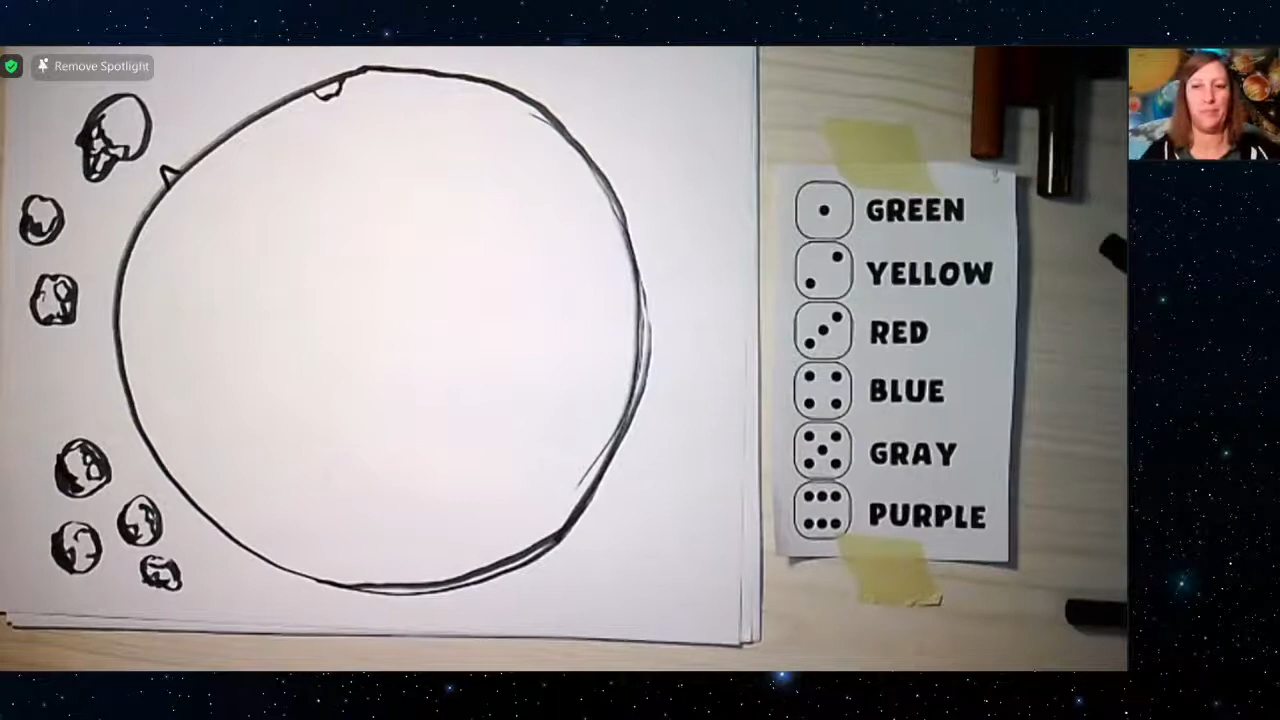 Remove Spotlight
GREEN
YELLOW
RED
BLUE
GRAY
PURPLE